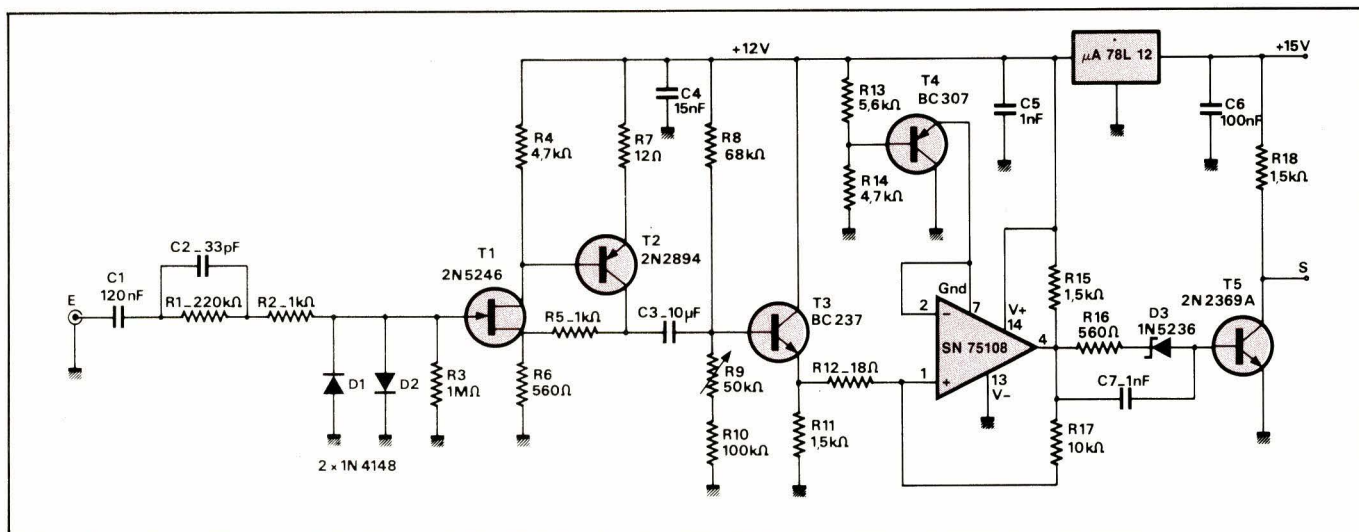 +12V
μA 78L 12
+15V
C4
15nF
R13
5,6kΩ
T4
BC307
C5
1nF
C6
100nF
R4
4,7kΩ
R7
12Ω
R8
68kΩ
R14
4,7kΩ
R18
1,5kΩ
C2_33pF
T1
2N5246
T2
2N2894
E
C1
120nF
R1_220kΩ
R2_1kΩ
R5_1kΩ
C3_10μF
T3
BC237
Gnd
7
2
−
V+
14
SN 75108
4
1
+
13
V−
R15
1,5kΩ
R16
560Ω
D3
1N5236
T5
2N2369A
S
D1
D2
R3
1MΩ
R6
560Ω
R9
50kΩ
R12_18Ω
C7_1nF
R10
100kΩ
R11
1,5kΩ
R17
10kΩ
2 x 1N 4148